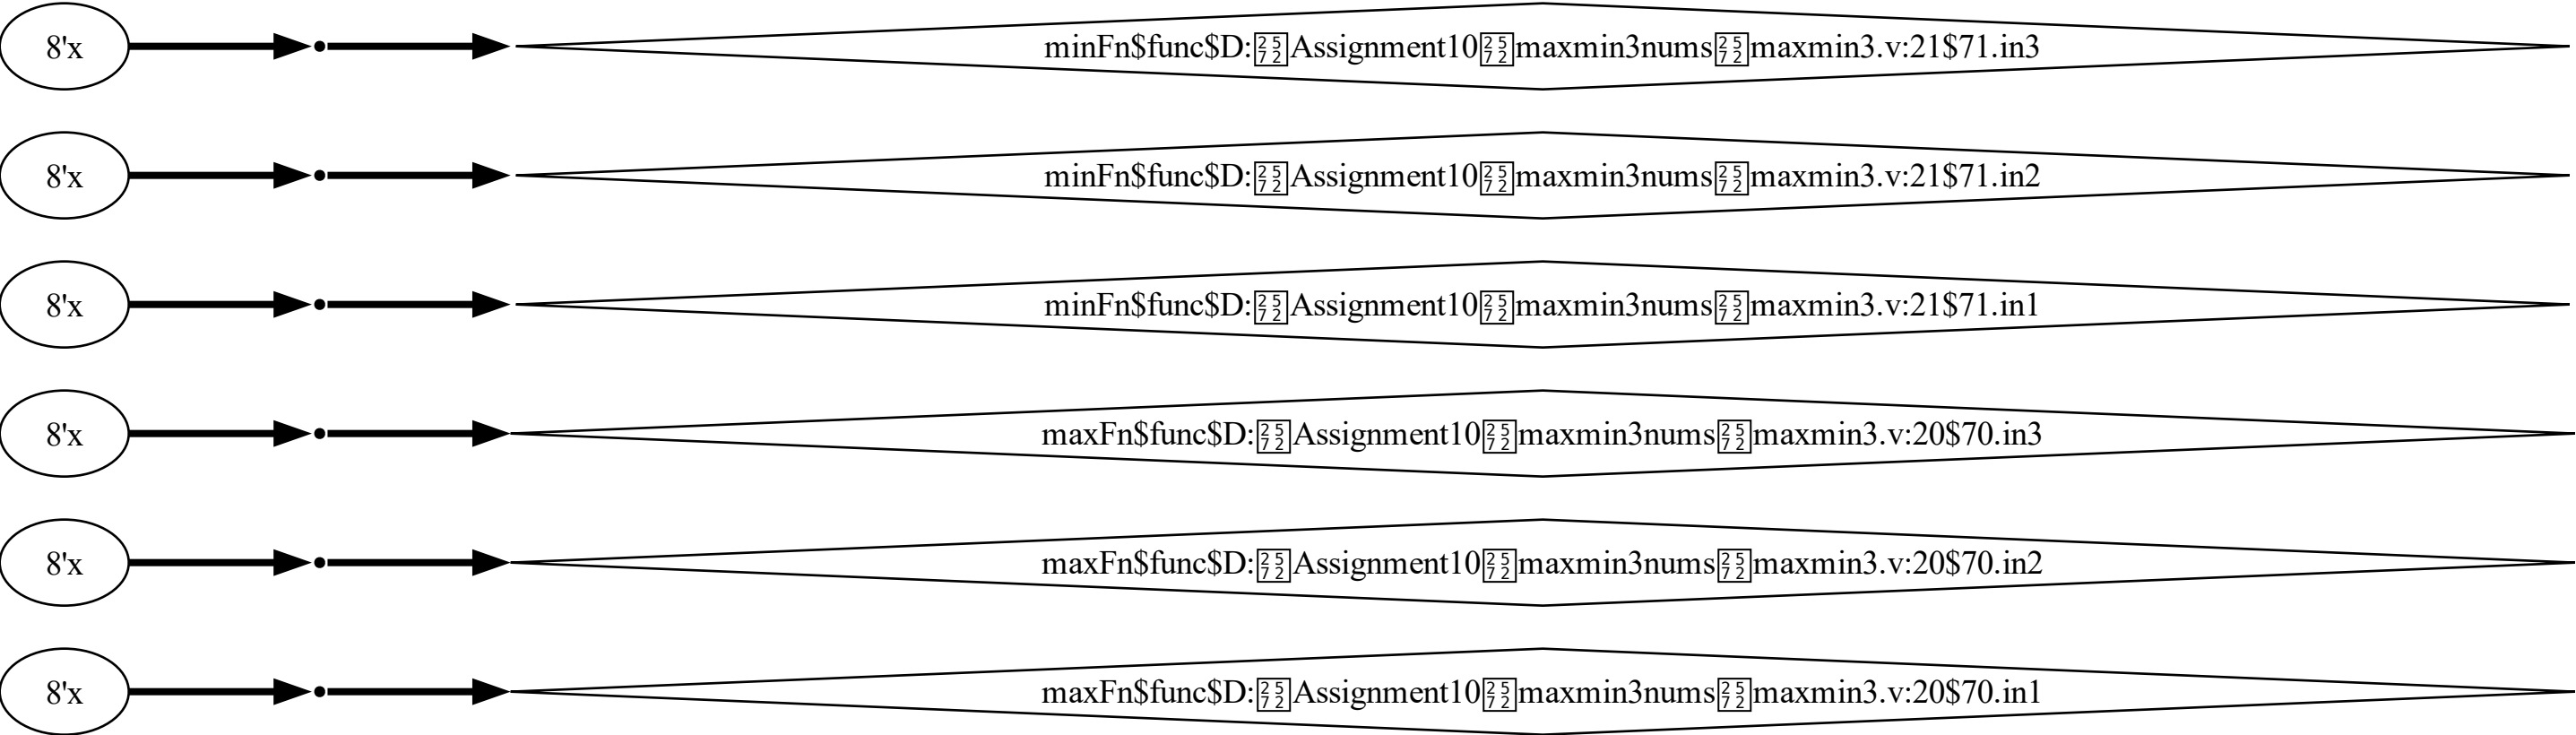 8'x minFn$func$D:╲Assignment10╲maxmin3nums╲maxmin3.v:21$71.in3
8'x minFn$func$D:╲Assignment10╲maxmin3nums╲maxmin3.v:21$71.in2
8'x minFn$func$D:╲Assignment10╲maxmin3nums╲maxmin3.v:21$71.in1
8'x maxFn$func$D:╲Assignment10╲maxmin3nums╲maxmin3.v:20$70.in3
8'x maxFn$func$D:╲Assignment10╲maxmin3nums╲maxmin3.v:20$70.in2
8'x maxFn$func$D:╲Assignment10╲maxmin3nums╲maxmin3.v:20$70.in1